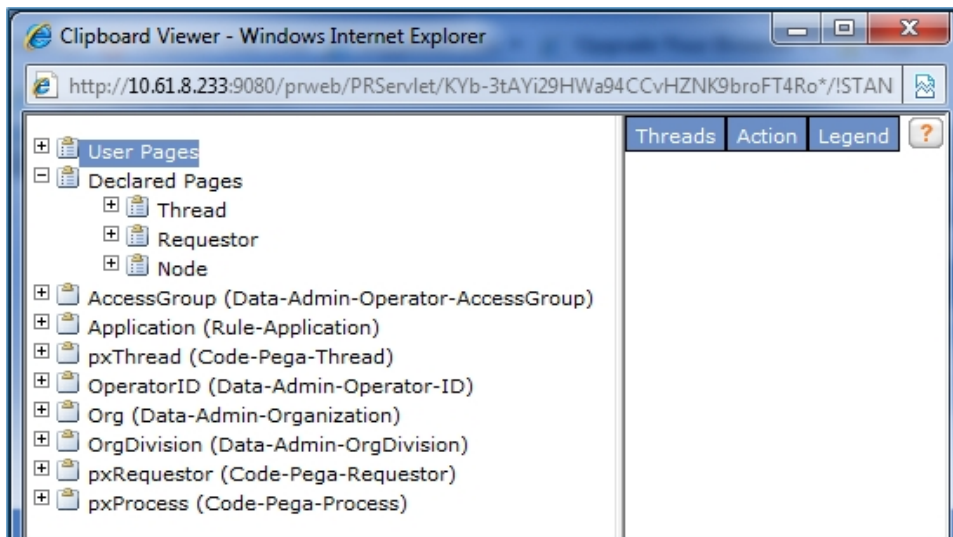 Clipboard Viewer - Windows Internet Explorer
http://10.61.8.233:9080/prweb/PRServlet/KYb-3tAYi29HWa94CCvHZNK9broFT4Ro*/!STAN
Threads Action Legend ?
User Pages
Declared Pages
Thread
Requestor
Node
AccessGroup (Data-Admin-Operator-AccessGroup)
Application (Rule-Application)
pxThread (Code-Pega-Thread)
OperatorID (Data-Admin-Operator-ID)
Org (Data-Admin-Organization)
OrgDivision (Data-Admin-OrgDivision)
pxRequestor (Code-Pega-Requestor)
pxProcess (Code-Pega-Process)